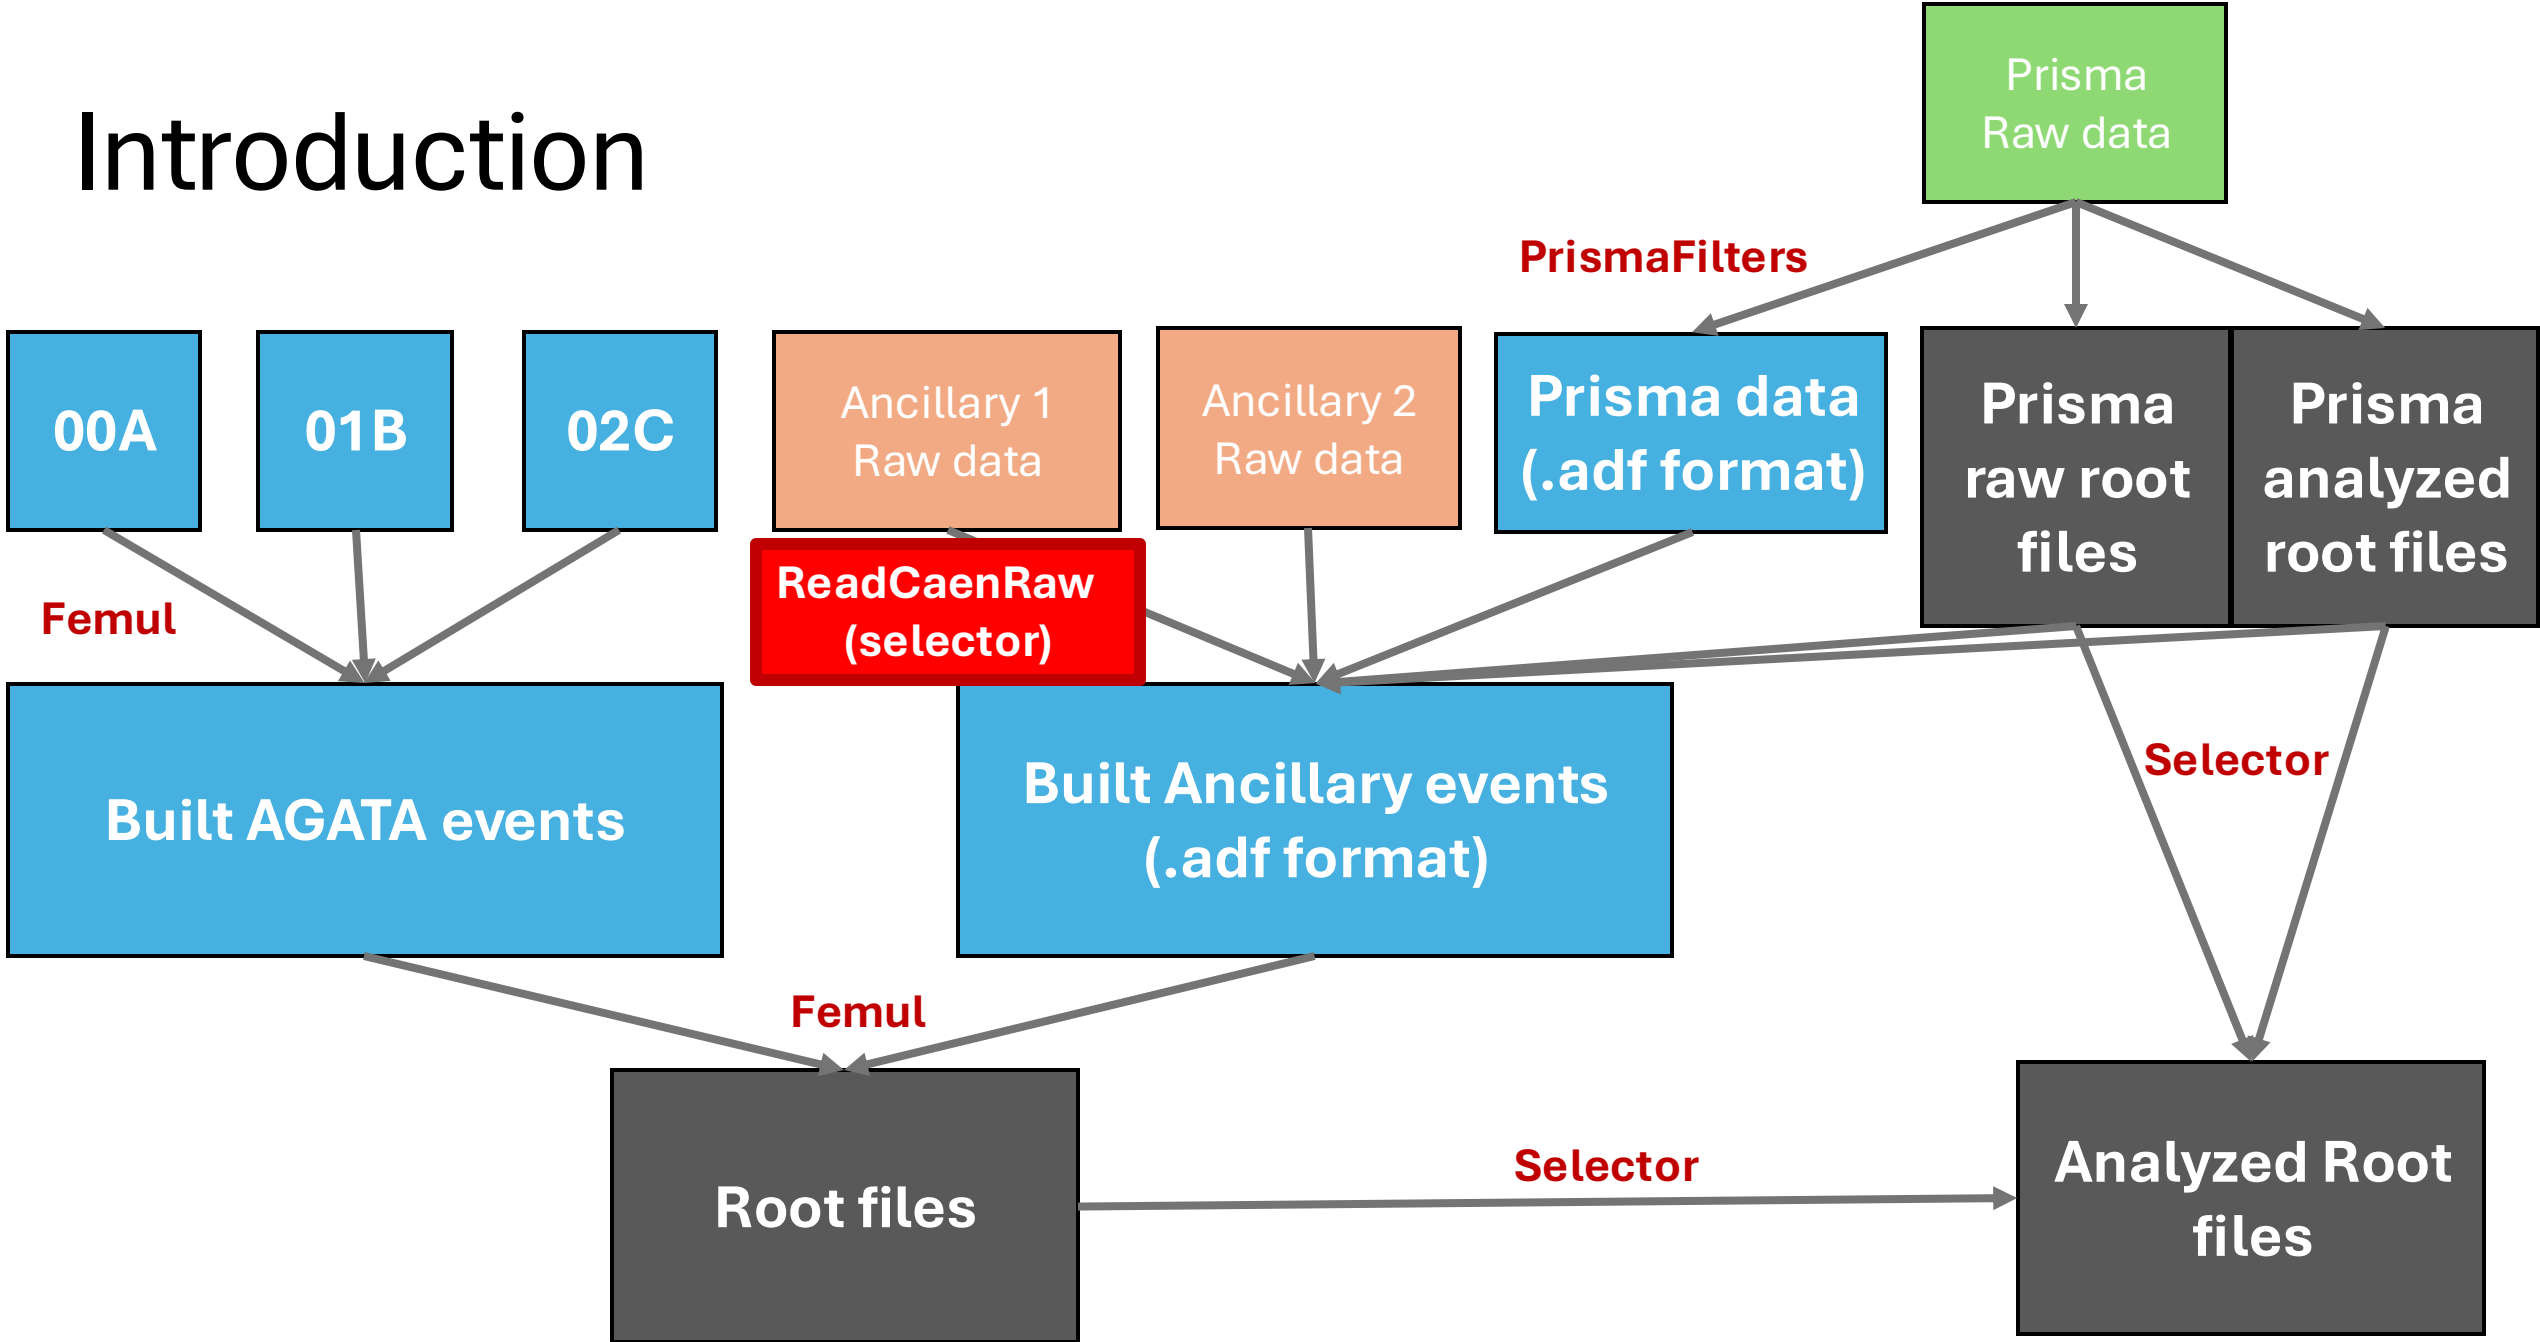 Introduction
Prisma
Raw data
PrismaFilters
00A
01B
02C
Ancillary 1
Raw data
Ancillary 2
Raw data
Prisma data
(.adf format)
Prisma
raw root
files
Prisma
analyzed
root files
Femul
ReadCaenRaw
(selector)
Built AGATA events
Built Ancillary events
(.adf format)
Selector
Femul
Root files
Selector
Analyzed Root
files